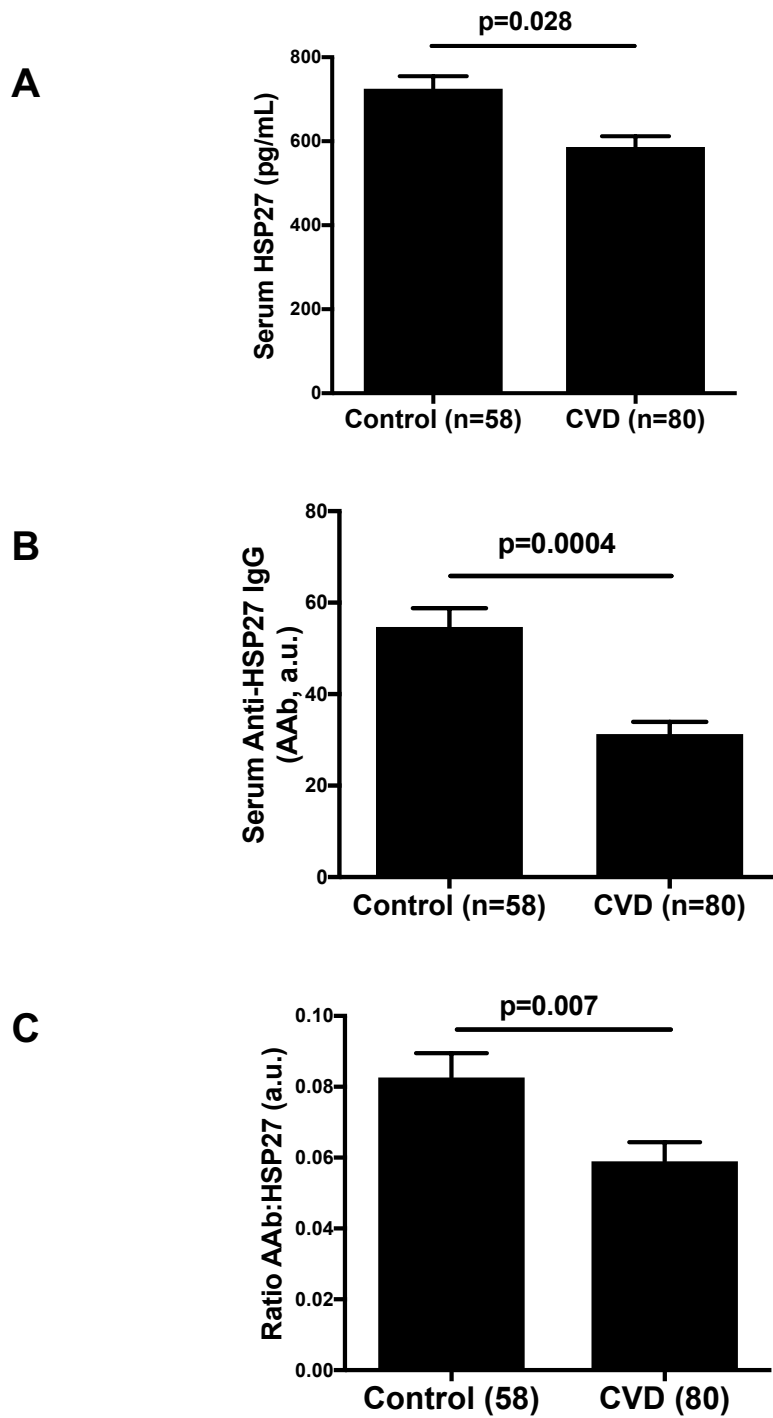 A
p=0.028
Serum HSP27 (pg/mL)
800
600
400
200
0
Control (n=58) CVD (n=80)
B
p=0.0004
Serum Anti-HSP27 IgG
(AAb, a.u.)
80
60
40
20
0
Control (n=58) CVD (n=80)
C
p=0.007
Ratio AAb:HSP27 (a.u.)
0.10
0.08
0.06
0.04
0.02
0.00
Control (58) CVD (80)